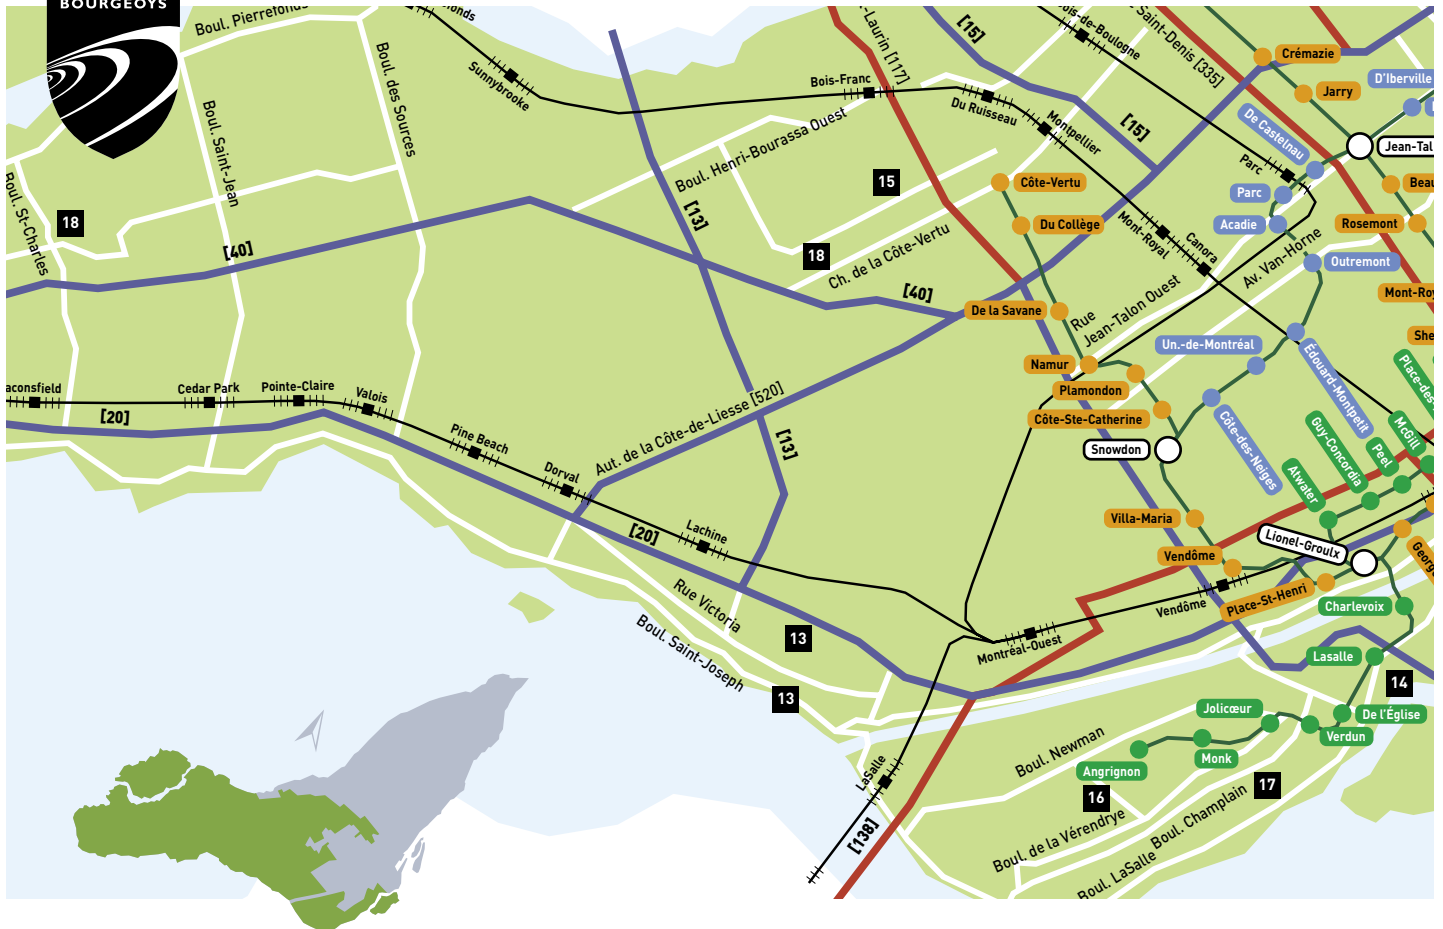 BOURGEOYS
Boul. Pierrefonds
Sunnybrooke
Boul. des Sources
Boul. Saint-Jean
Boul. St-Charles
18
[40]
Bois-Franc
-Laurin [117]
[15]
Du Ruisseau
Montpellier
Boul. Henri-Bourassa Ouest
15
[13]
18
Ch. de la Côte-Vertu
[40]
ois-de-Boulogne
Saint-Denis [335]
[15]
Crémazie
Jarry
D'Iberville
De Castelnau
Jean-Tal
Parc
Parc
Acadie
Beau
Rosemont
Côte-Vertu
Du Collège
Mont-Royal
Canora
Av. Van-Horne
Outremont
Mont-Roy
De la Savane
Rue
Jean-Talon Ouest
Un.-de-Montréal
Édouard-Montpetit
She
Place-des-
Namur
Plamondon
Côte-Ste-Catherine
Snowdon
Côte-des-Neiges
Guy-Concordia
Peel
McGill
Atwater
aconsfield
[20]
Cedar Park
Pointe-Claire
Valois
Pine Beach
Dorval
Aut. de la Côte-de-Liesse [520]
[13]
[20]
Lachine
Villa-Maria
Vendôme
Lionel-Groulx
Georg
Place-St-Henri
Vendôme
Charlevoix
Rue Victoria
Boul. Saint-Joseph
13
13
Montréal-Ouest
Lasalle
14
Jolicœur
De l'Église
Verdun
Monk
Angrignon
Boul. Newman
16
17
LaSalle
[138]
Boul. de la Vérendrye
Boul. Champlain
Boul. LaSalle